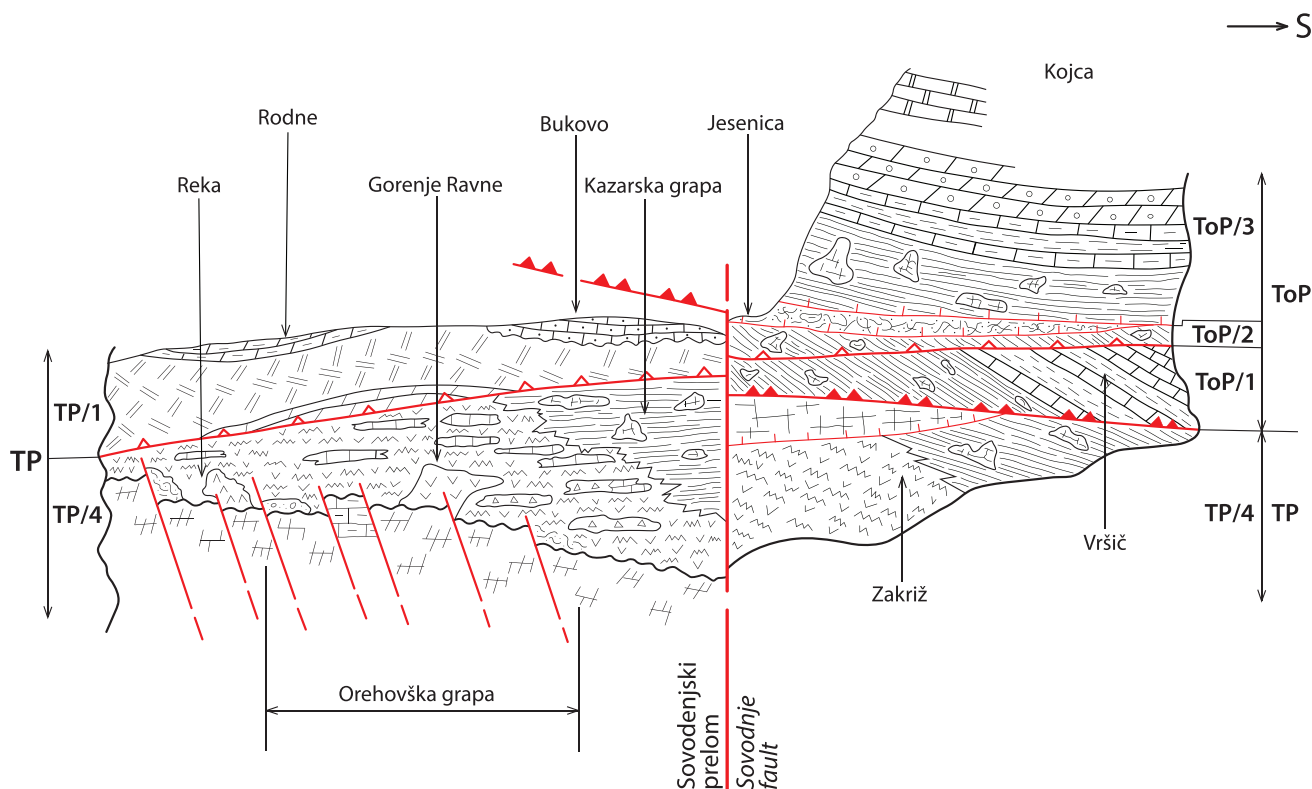 S
Kojca
Rodne
Bukovo
Jesenica
Reka
Gorenje Ravne
Kazarska grapa
ToP/3
ToP
ToP/2
ToP/1
TP/1
TP
TP/4
TP/4
TP
Vršič
Zakriž
Orehovška grapa
Sovodenjski
prelom
Sovodnje
fault